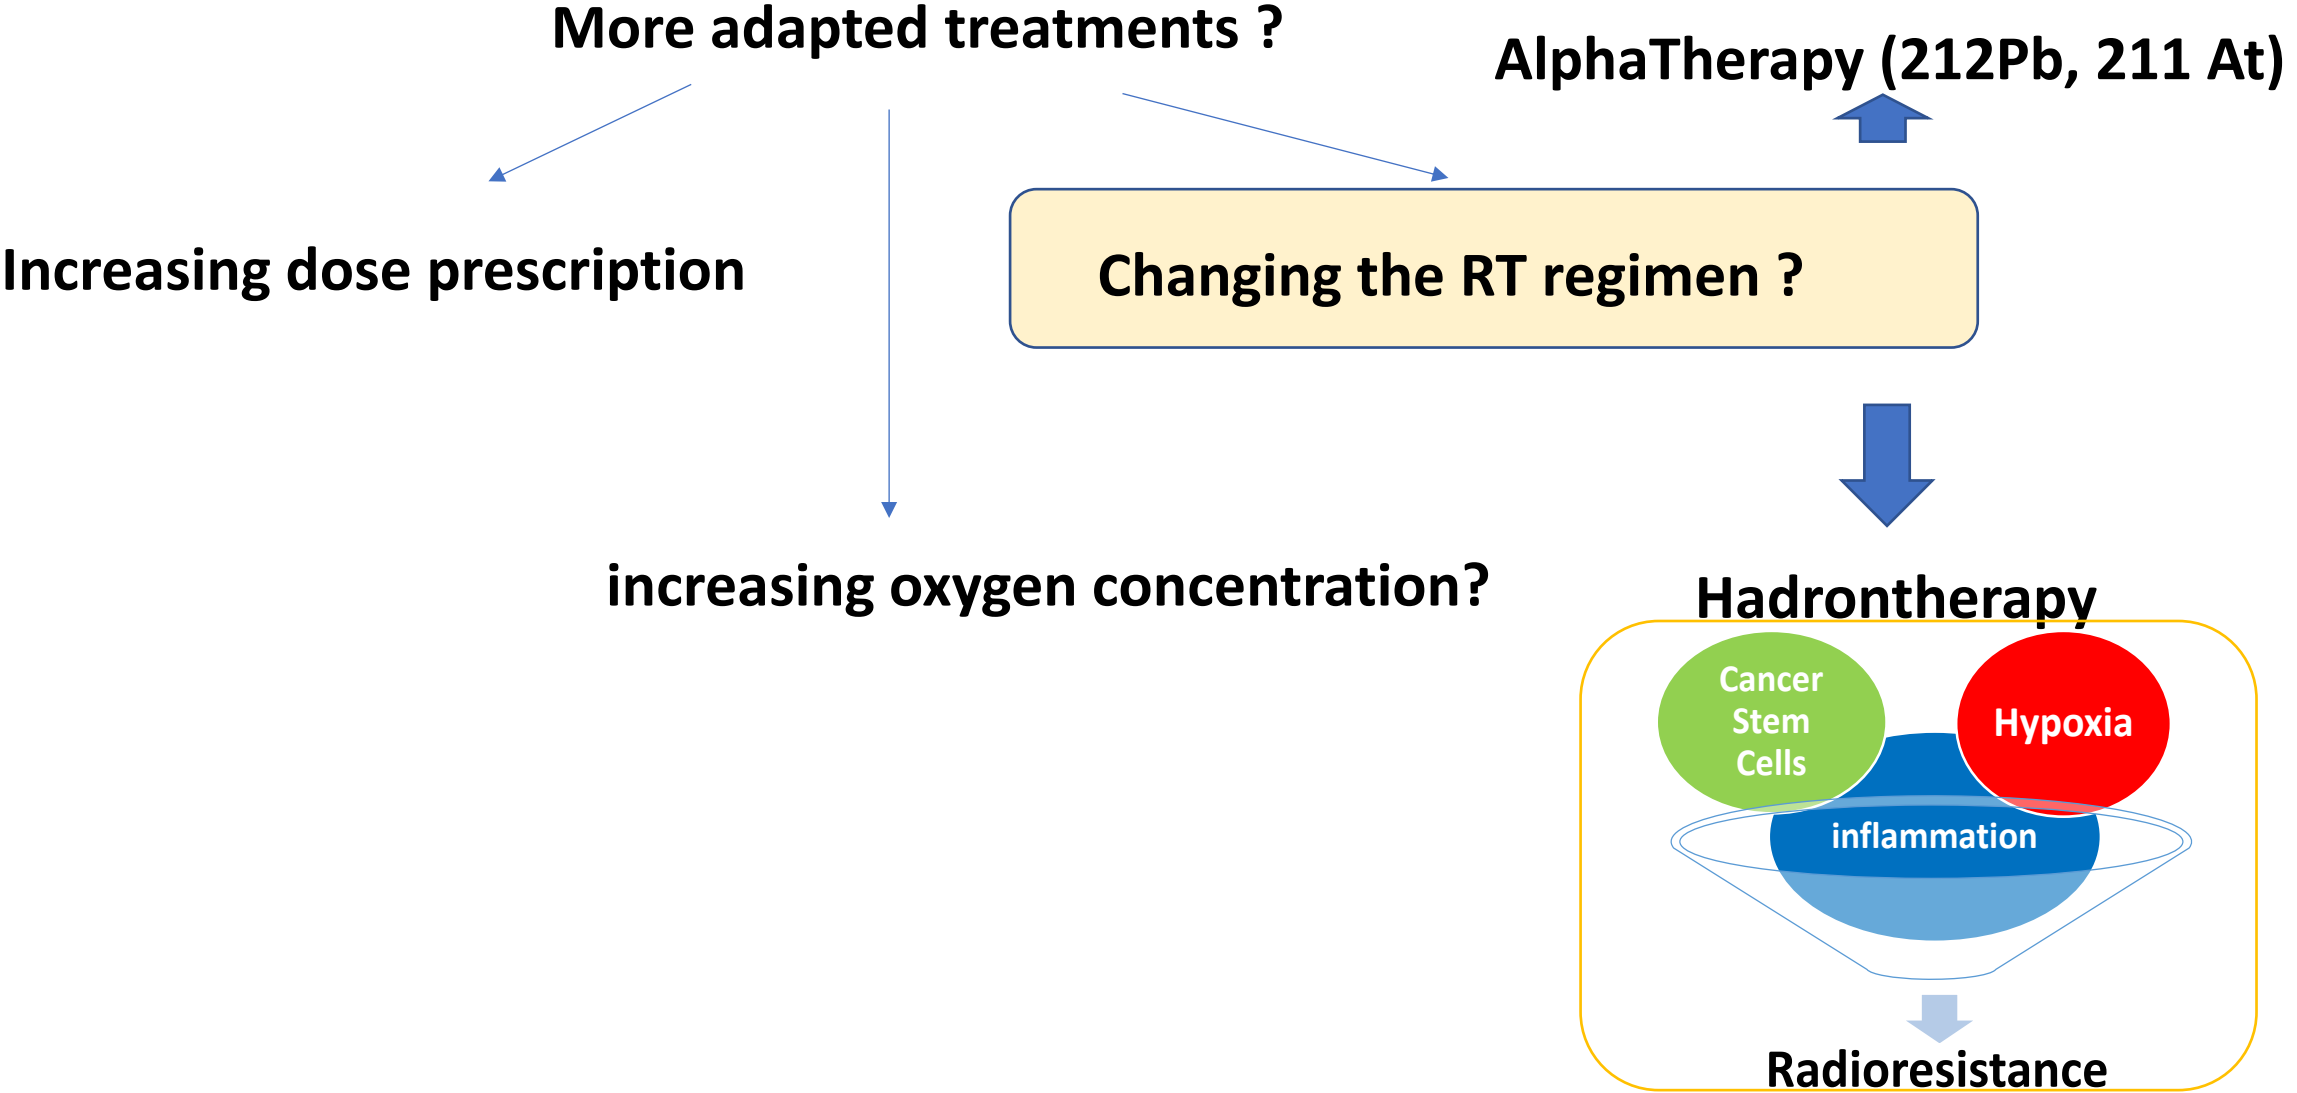 More adapted treatments ?
AlphaTherapy (212Pb, 211 At)
Increasing dose prescription
Changing the RT regimen ?
increasing oxygen concentration?
Hadrontherapy
Cancer
Stem
Cells
Hypoxia
inflammation
Radioresistance